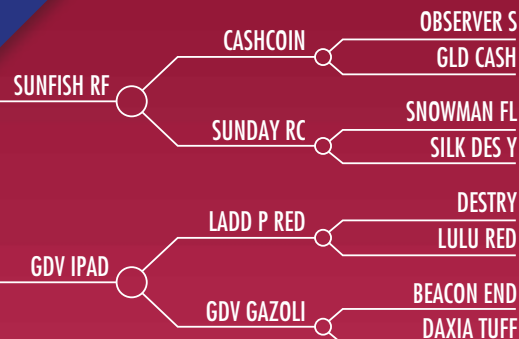 OBSERVER S
CASHCOIN
GLD CASH
SUNFISH RF
SNOWMAN FL
SUNDAY RC
SILK DES Y
DESTRY
LADD P RED
LULU RED
GDV IPAD
BEACON END
GDV GAZOLI
DAXIA TUFF